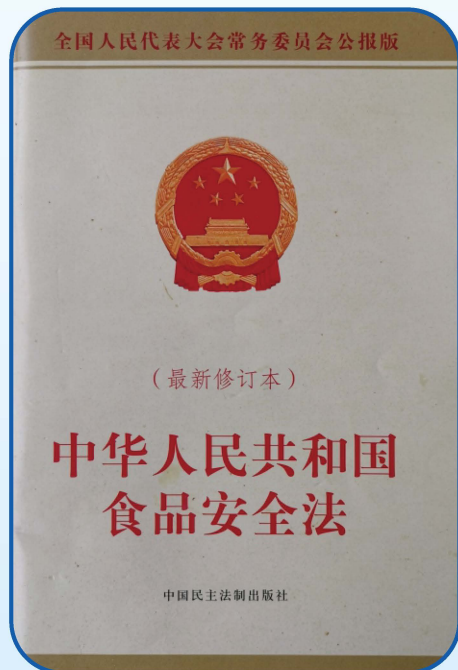 全国人民代表大会常务委员会公报版
（最新修订本）
中华人民共和国
食品安全法
中国民主法制出版社